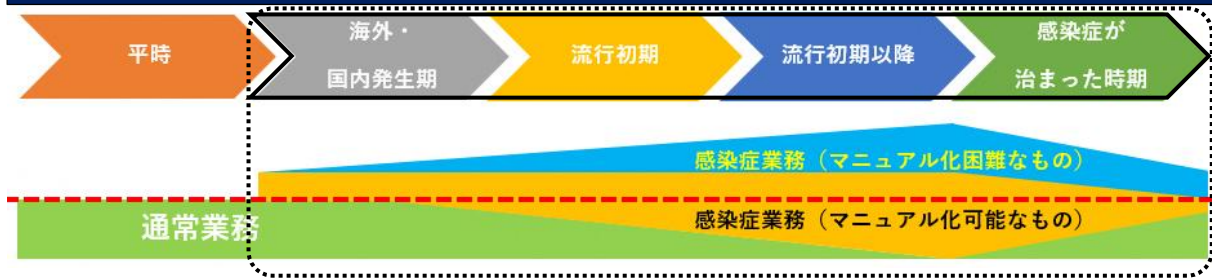 平時
海外・
国内発生期
流行初期
流行初期以降
感染症が
治まった時期
感染症業務（マニュアル化困難なもの）
通常業務
感染症業務（マニュアル化可能なもの）